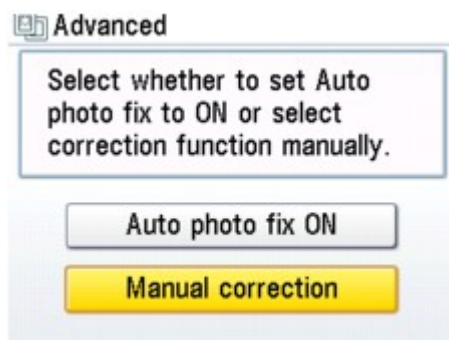 Advanced
Select whether to set Auto
photo fix to ON or select
correction function manually.
Auto photo fix ON
Manual correction